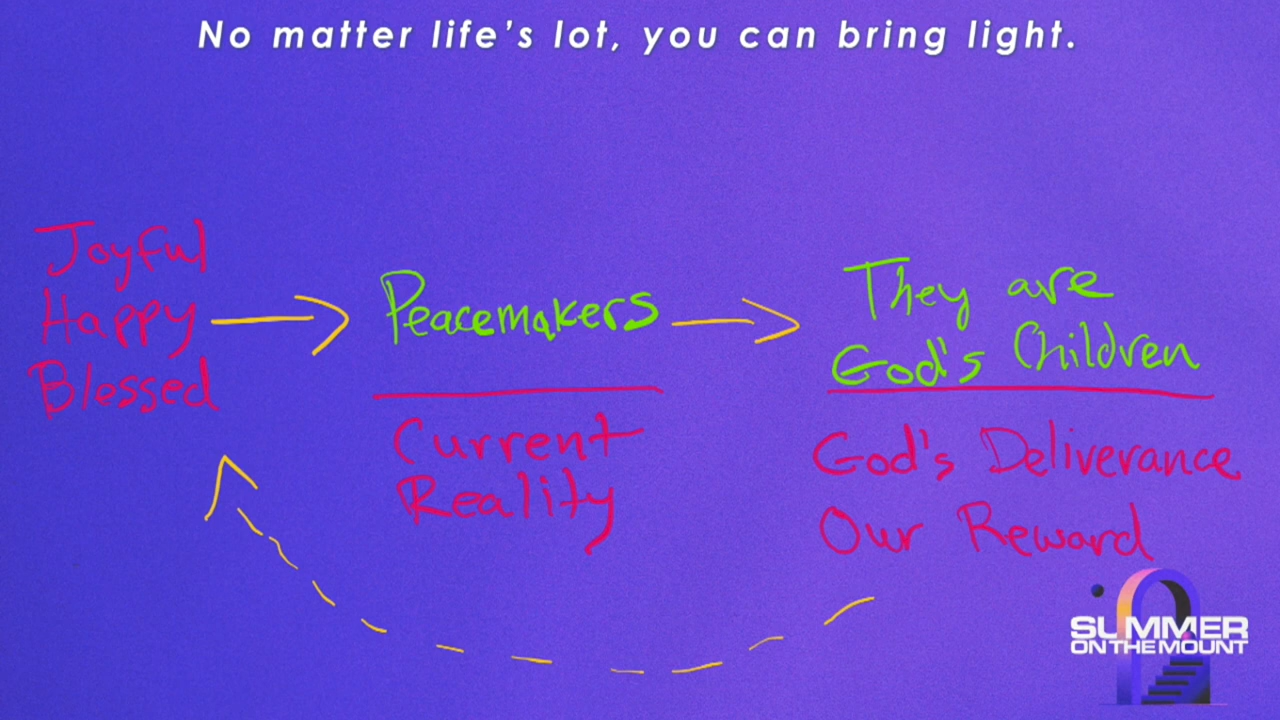 No matter life's lot, you can bring light.
Joyful
Happy
Blessed
Peacemakers
Current
Reality
They are
God's Children
God's Deliverance
Our Reward
SUMMER
ON THE MOUNT